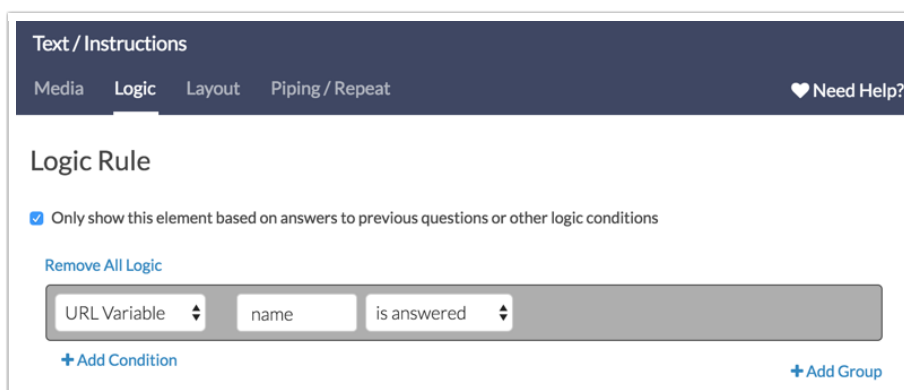 Text / Instructions
Media Logic Layout Piping / Repeat Need Help?
Logic Rule
Only show this element based on answers to previous questions or other logic conditions
Remove All Logic
URL Variable name is answered
+ Add Condition
+ Add Group